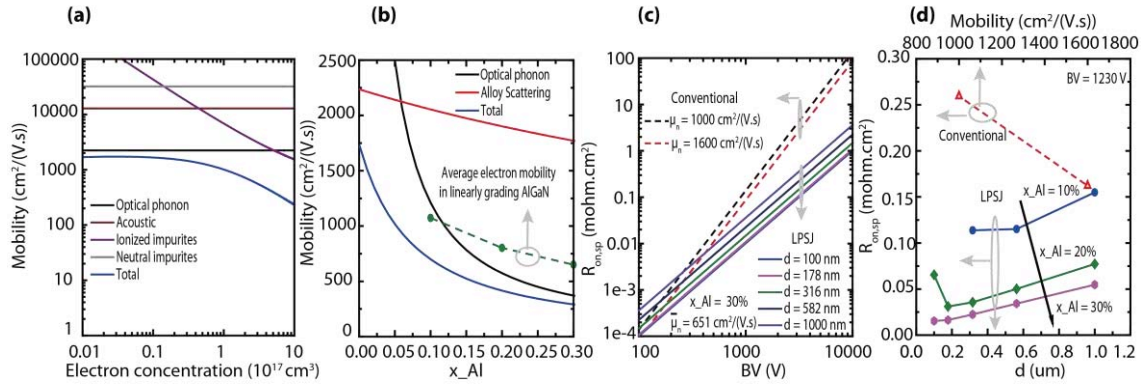 (a)
100000
10000
1000
100
10
1
Mobility (cm²/(V.s))
Optical phonon
Acoustic
Ionized impurites
Neutral impurites
Total
0.01
0.1
1
10
Electron concentration (10¹⁷cm³)
(b)
2500
2000
1500
1000
500
0
Mobility (cm²/(V.s))
Optical phonon
Alloy Scattering
Total
Average electron mobility
in linearly grading AlGaN
0.00
0.05
0.10
0.15
0.20
0.25
0.30
x_Al
(c)
100
10
1
0.1
0.01
1e-3
1e-4
Ron,sp (mohm.cm²)
Conventional
μn = 1000 cm²/(V.s)
μn = 1600 cm²/(V.s)
LPSJ
d = 100 nm
d = 178 nm
d = 316 nm
d = 582 nm
d = 1000 nm
x_Al = 30%
μ̄n = 651 cm²/(V.s)
100
1000
10000
BV (V)
(d)
Mobility (cm²/(V.s))
800 1000 1200 1400 1600 1800
0.30
0.25
0.20
0.15
0.10
0.05
0.00
Ron,sp (mohm.cm²)
BV = 1230 V
Conventional
LPSJ
x_Al = 10%
x_Al = 20%
x_Al = 30%
0.2 0.4 0.6 0.8 1.0 1.2
d (um)